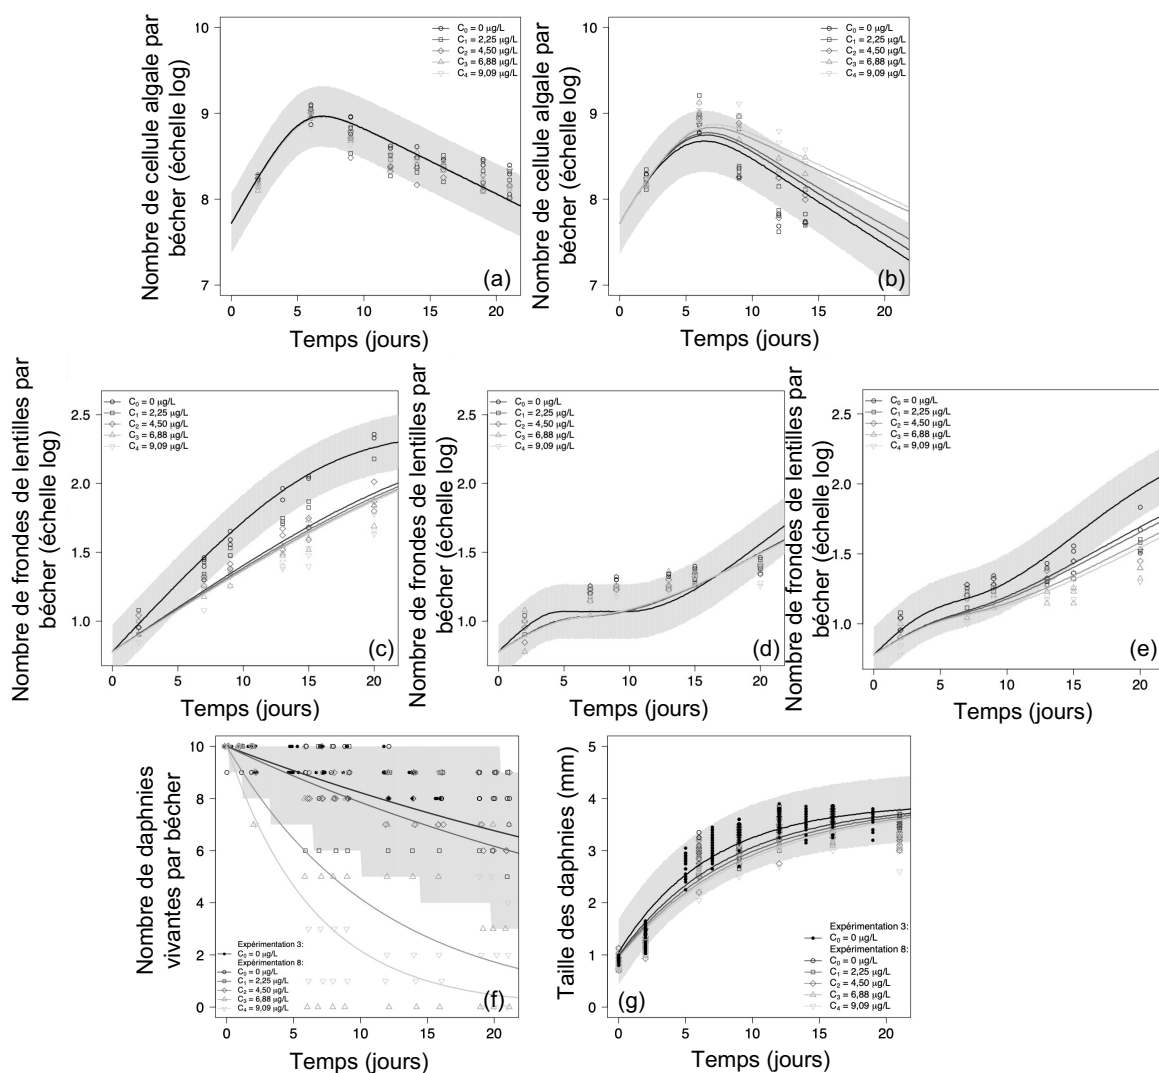 Nombre de cellule algale par
bécher (échelle log)
10
9
8
7
C₀ = 0 µg/L
C₁ = 2,25 µg/L
C₂ = 4,50 µg/L
C₃ = 6,88 µg/L
C₄ = 9,09 µg/L
(a)
0 5 10 15 20
Temps (jours)
Nombre de cellule algale par
bécher (échelle log)
10
9
8
7
C₀ = 0 µg/L
C₁ = 2,25 µg/L
C₂ = 4,50 µg/L
C₃ = 6,88 µg/L
C₄ = 9,09 µg/L
(b)
0 5 10 15 20
Temps (jours)
Nombre de frondes de lentilles par
bécher (échelle log)
2.5
2.0
1.5
1.0
C₀ = 0 µg/L
C₁ = 2,25 µg/L
C₂ = 4,50 µg/L
C₃ = 6,88 µg/L
C₄ = 9,09 µg/L
(c)
0 5 10 15 20
Temps (jours)
Nombre de frondes de lentilles par
bécher (échelle log)
2.5
2.0
1.5
1.0
C₀ = 0 µg/L
C₁ = 2,25 µg/L
C₂ = 4,50 µg/L
C₃ = 6,88 µg/L
C₄ = 9,09 µg/L
(d)
0 5 10 15 20
Temps (jours)
Nombre de frondes de lentilles par
bécher (échelle log)
2.5
2.0
1.5
1.0
C₀ = 0 µg/L
C₁ = 2,25 µg/L
C₂ = 4,50 µg/L
C₃ = 6,88 µg/L
C₄ = 9,09 µg/L
(e)
0 5 10 15 20
Temps (jours)
Nombre de daphnies
vivantes par bécher
10
8
6
4
2
0
Expérimentation 3:
C₀ = 0 µg/L
Expérimentation 8:
C₀ = 0 µg/L
C₁ = 2,25 µg/L
C₂ = 4,50 µg/L
C₃ = 6,88 µg/L
C₄ = 9,09 µg/L
(f)
0 5 10 15 20
Temps (jours)
Taille des daphnies (mm)
5
4
3
2
1
0
Expérimentation 3:
C₀ = 0 µg/L
Expérimentation 8:
C₀ = 0 µg/L
C₁ = 2,25 µg/L
C₂ = 4,50 µg/L
C₃ = 6,88 µg/L
C₄ = 9,09 µg/L
(g)
0 5 10 15 20
Temps (jours)